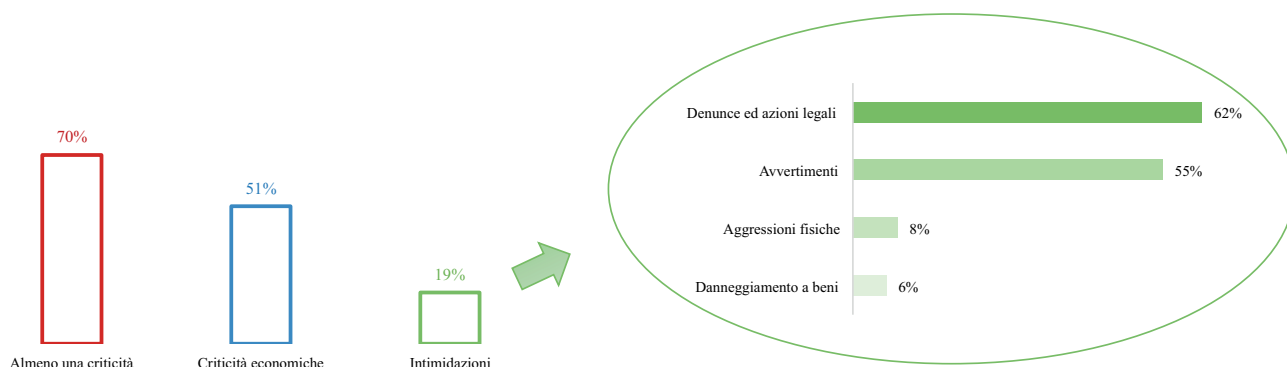 70%
Almeno una criticità
51%
Criticità economiche
19%
Intimidazioni
Denunce ed azioni legali 62%
Avvertimenti 55%
Aggressioni fisiche 8%
Danneggiamento a beni 6%